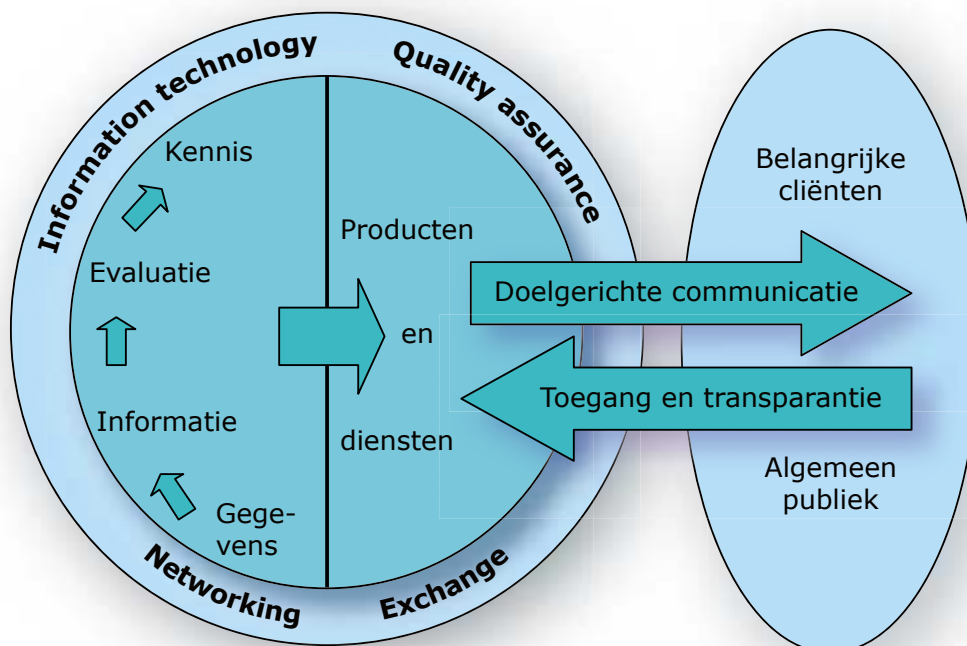 Information technology
Quality assurance
Kennis
Evaluatie
Informatie
Gege-
vens
Producten
en
diensten
Networking
Exchange
Belangrijke
cliënten
Doelgerichte communicatie
Toegang en transparantie
Algemeen
publiek